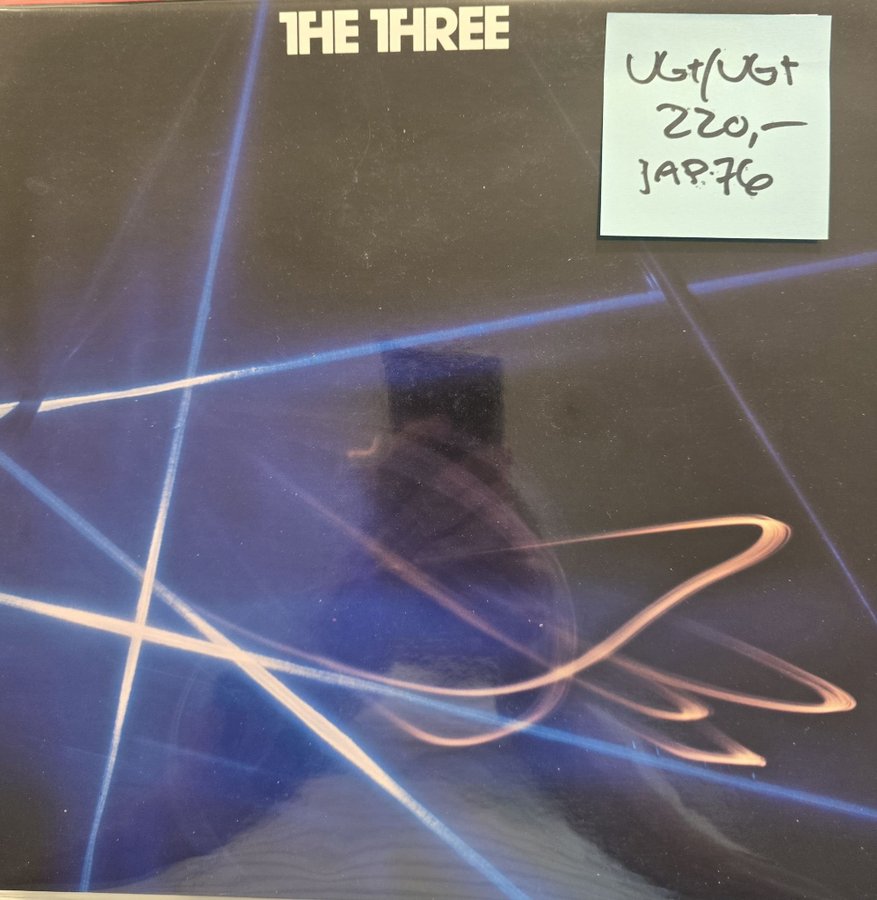 THE THREE
VG+/VG+
220,-
JAP. 76